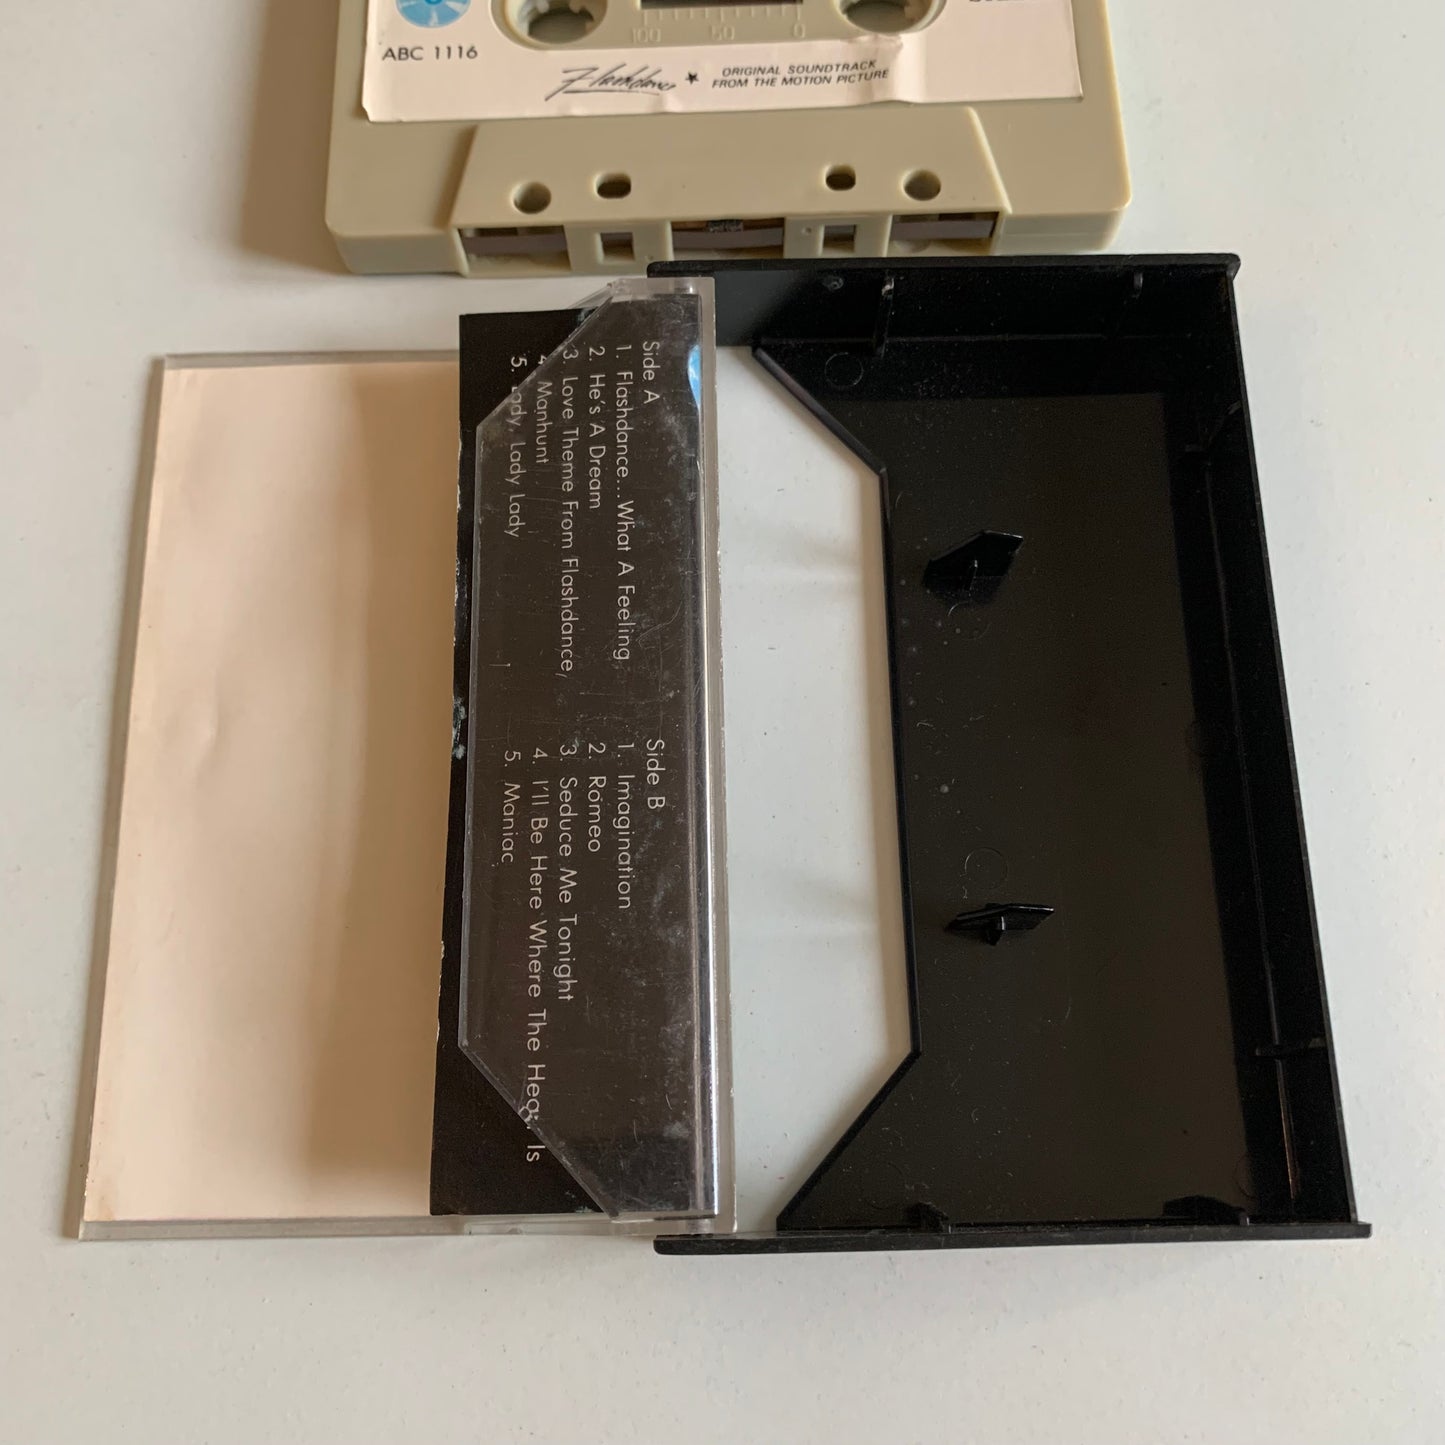 ABC 1116
Flashdance ★ ORIGINAL SOUNDTRACK
FROM THE MOTION PICTURE
100 50 0
Side A
1. Flashdance...What A Feeling
2. He's A Dream
3. Love Theme From Flashdance,
4. Manhunt
5. Lady, Lady Lady
Side B
1. Imagination
2. Romeo
3. Seduce Me Tonight
4. I'll Be Here Where The Heart Is
5. Maniac